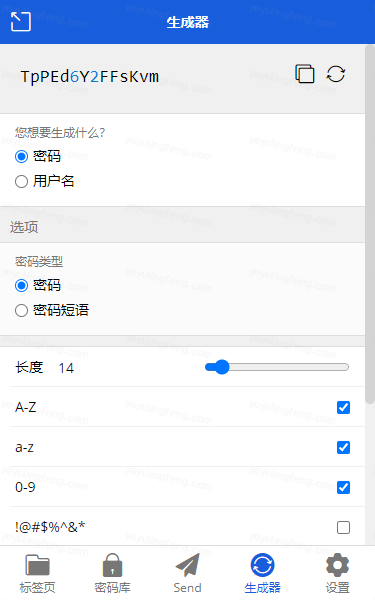 生成器
TpPEd6Y2FFsKvm
您想要生成什么?
密码
用户名
选项
密码类型
密码
密码短语
长度 14
A-Z
a-z
0-9
!@#$%^&*
标签页 密码库 Send 生成器 设置